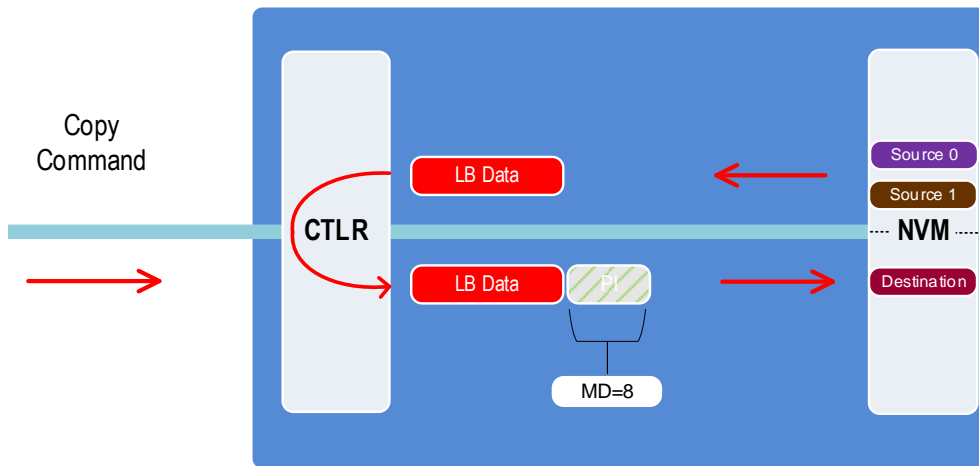 Copy
Command
CTLR
LB Data
Source 0
Source 1
NVM
LB Data
PI
Destination
MD=8